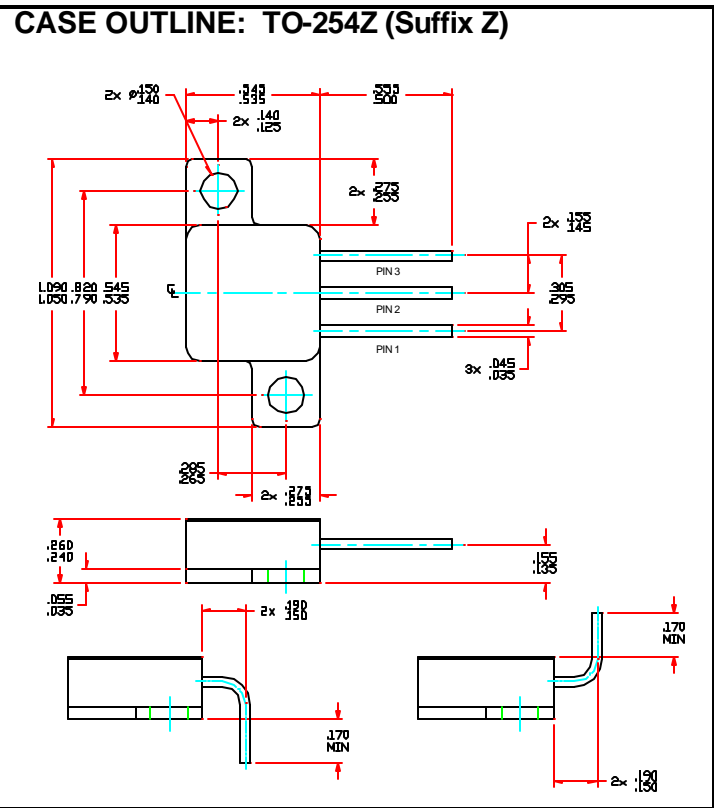 CASE OUTLINE: TO-254Z (Suffix Z)
2x ø.150
.140
.545
.535
.555
.500
2x .140
.125
2x .275
.255
2x .155
.145
PIN 3
1.090
1.050
.820
.790
.545
.535
CL
.305
.295
PIN 2
PIN 1
3x .045
.035
.285
.265
2x .275
.255
.260
.240
.155
.135
.055
.035
2x .190
.150
.170
MIN
.170
MIN
2x .190
.150